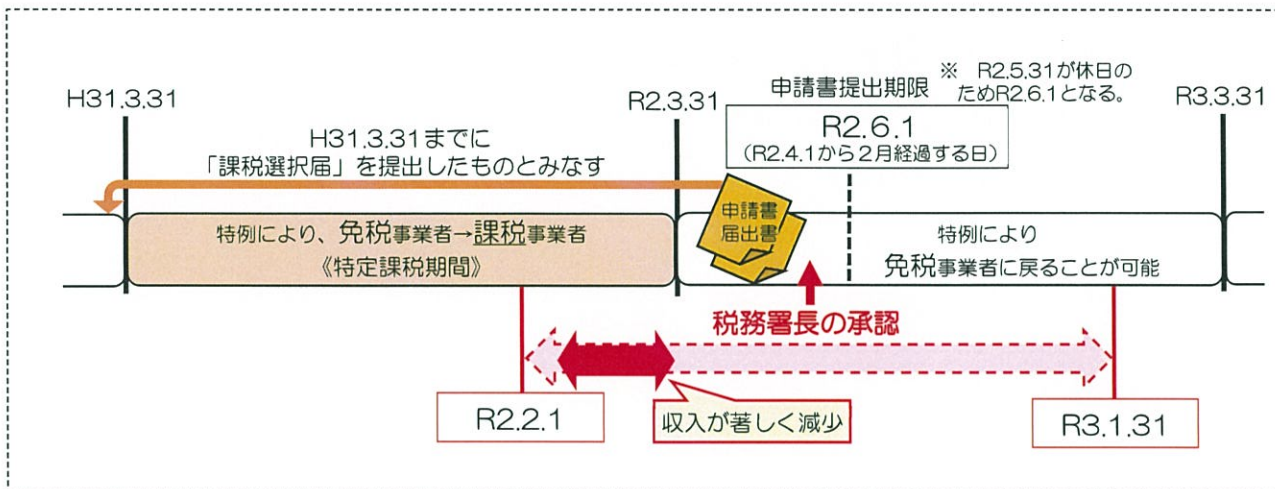 H31.3.31
R2.3.31
申請書提出期限
※ R2.5.31が休日の
ためR2.6.1となる。
R3.3.31
R2.6.1
(R2.4.1から2月経過する日)
H31.3.31までに
「課税選択届」を提出したものとみなす
特例により、免税事業者→課税事業者
《特定課税期間》
申請書
届出書
特例により
免税事業者に戻ることが可能
税務署長の承認
R2.2.1
収入が著しく減少
R3.1.31